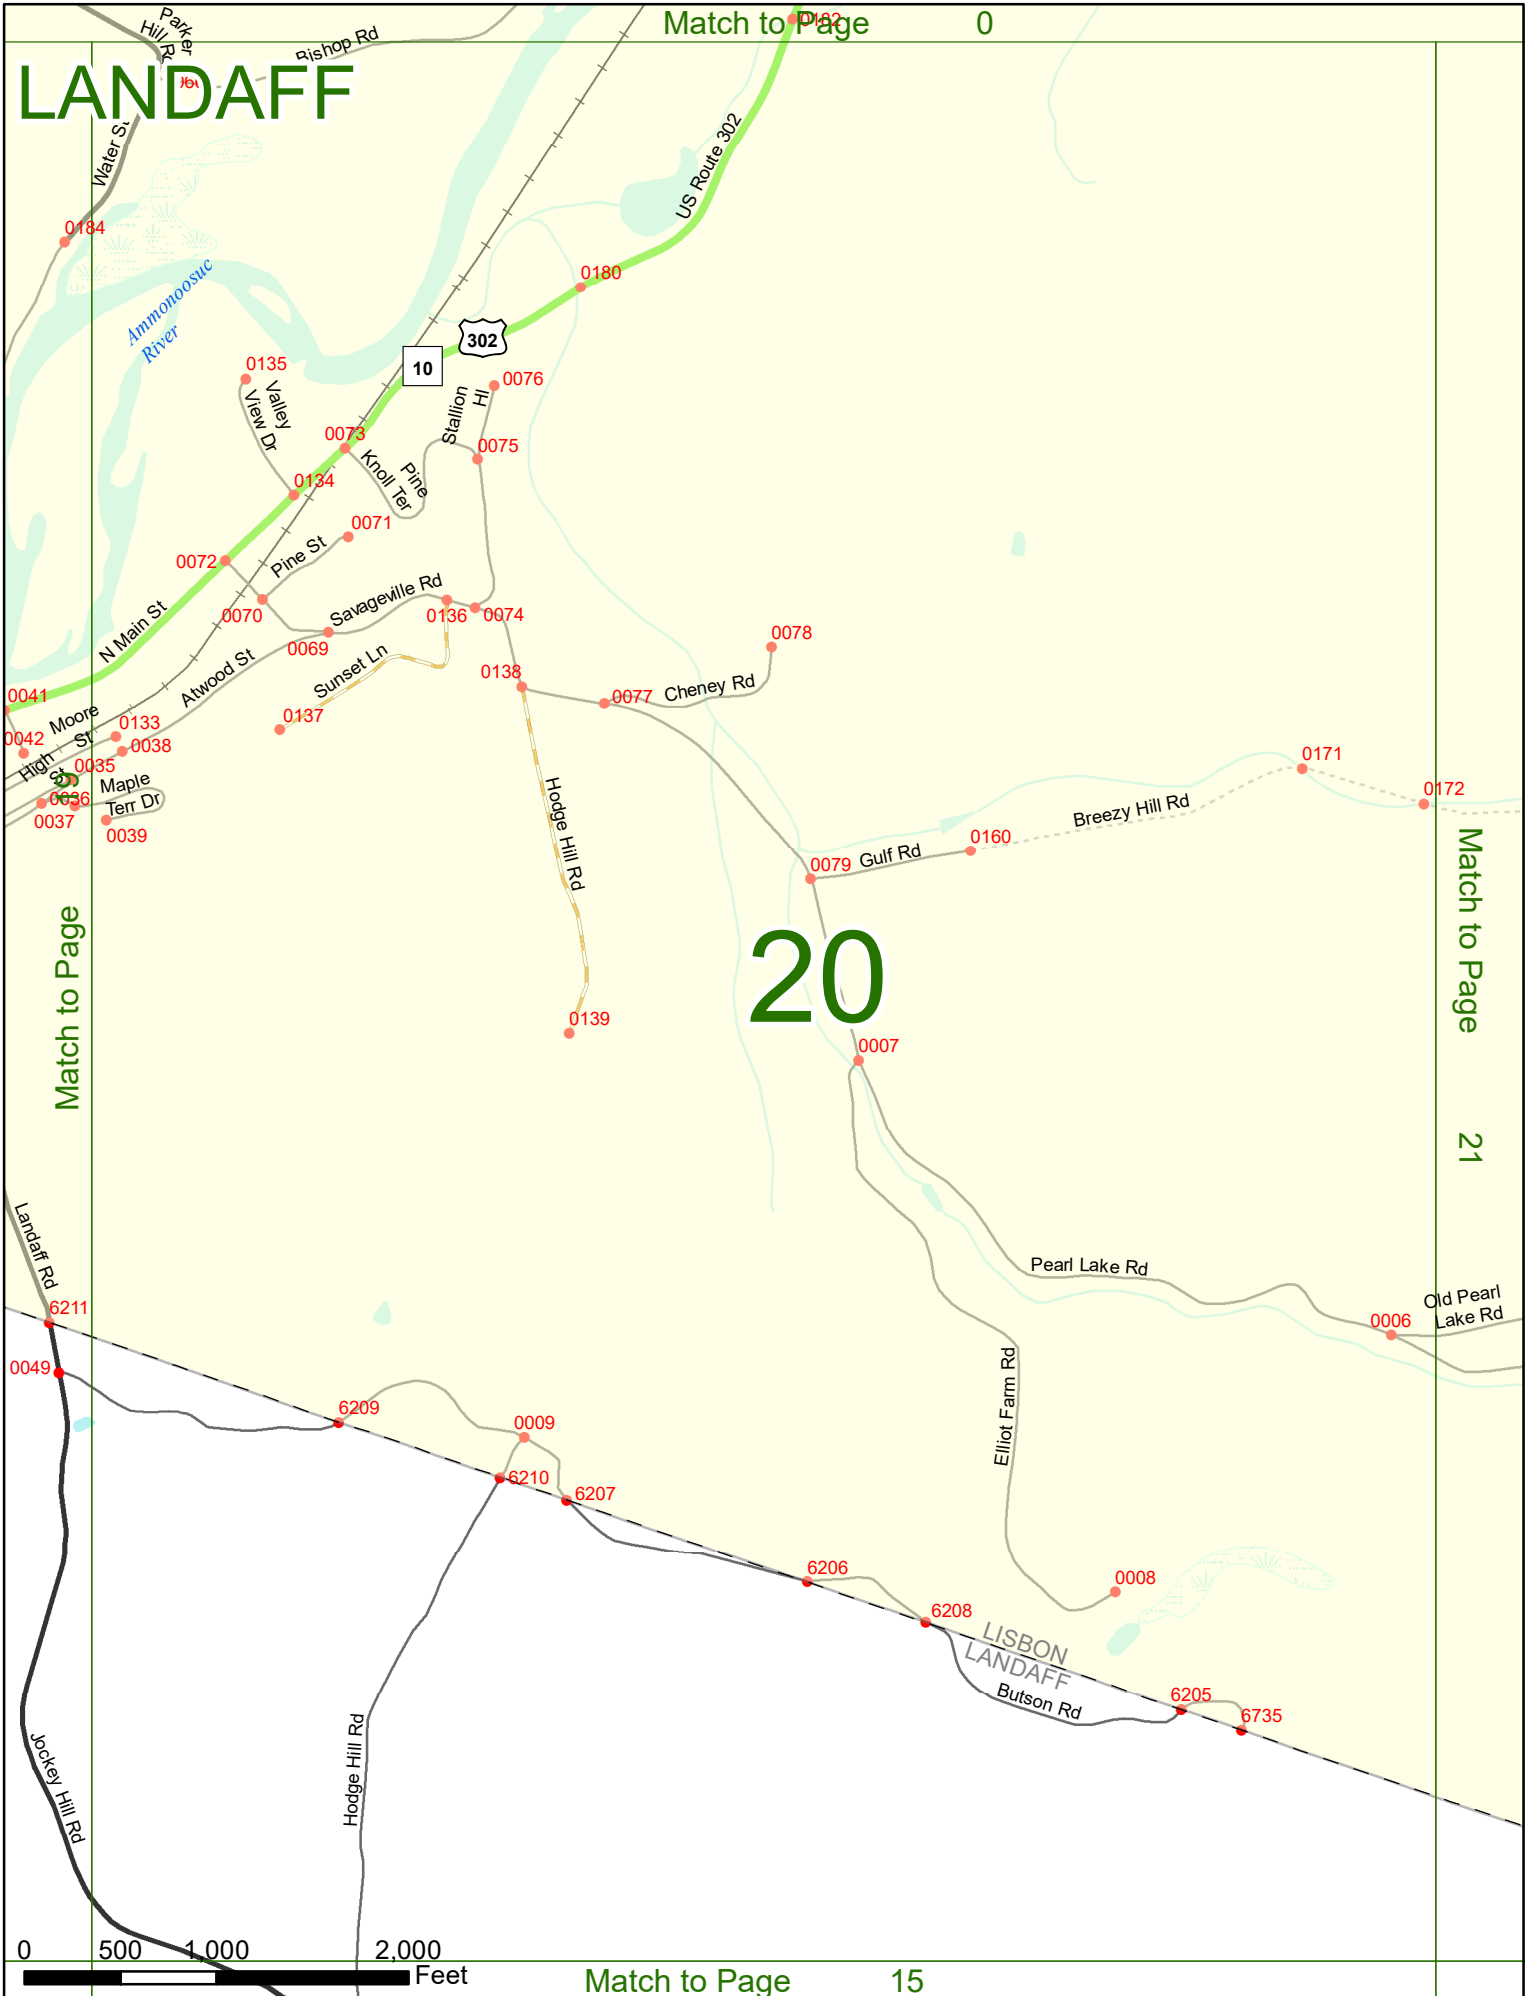 Match to Page 0
0182
Parker
Hill Rd
Bishop Rd
LANDAFF
Water St
US Route 302
0184
Ammonoosuc
River
0180
302
10
0135
Valley
View Dr
0076
Stallion
Hl
0073
Knoll Ter
Pine
0075
0134
0071
Pine St
0072
0070
Savageville Rd
0136
0074
0069
N Main St
Atwood St
Sunset Ln
0078
0138
0077
Cheney Rd
0041
Moore
St
0133
0137
0042
0038
High
St
0035
19
Maple
Terr Dr
0036
0037
0039
Hodge Hill Rd
0171
0172
Breezy Hill Rd
0160
Gulf Rd
0079
Match to Page
20
Match to Page 21
0139
0007
Landaff Rd
Pearl Lake Rd
Old Pearl
Lake Rd
0006
6211
0049
6209
0009
Elliot Farm Rd
6210
6207
6206
0008
6208
LISBON
LANDAFF
Butson Rd
6205
6735
Hodge Hill Rd
Jockey Hill Rd
0 500 1,000 2,000
Feet
Match to Page 15